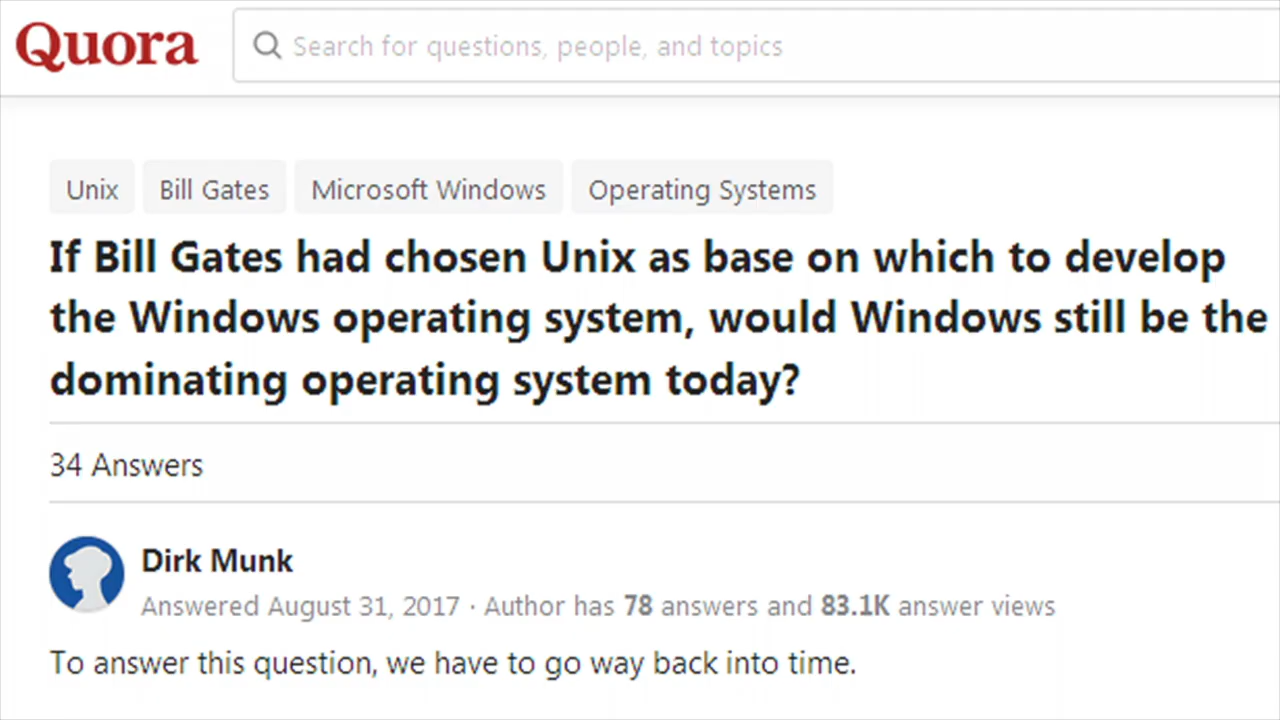 Quora
Search for questions, people, and topics
Unix Bill Gates Microsoft Windows Operating Systems
If Bill Gates had chosen Unix as base on which to develop
the Windows operating system, would Windows still be the
dominating operating system today?
34 Answers
Dirk Munk
Answered August 31, 2017 · Author has 78 answers and 83.1K answer views
To answer this question, we have to go way back into time.